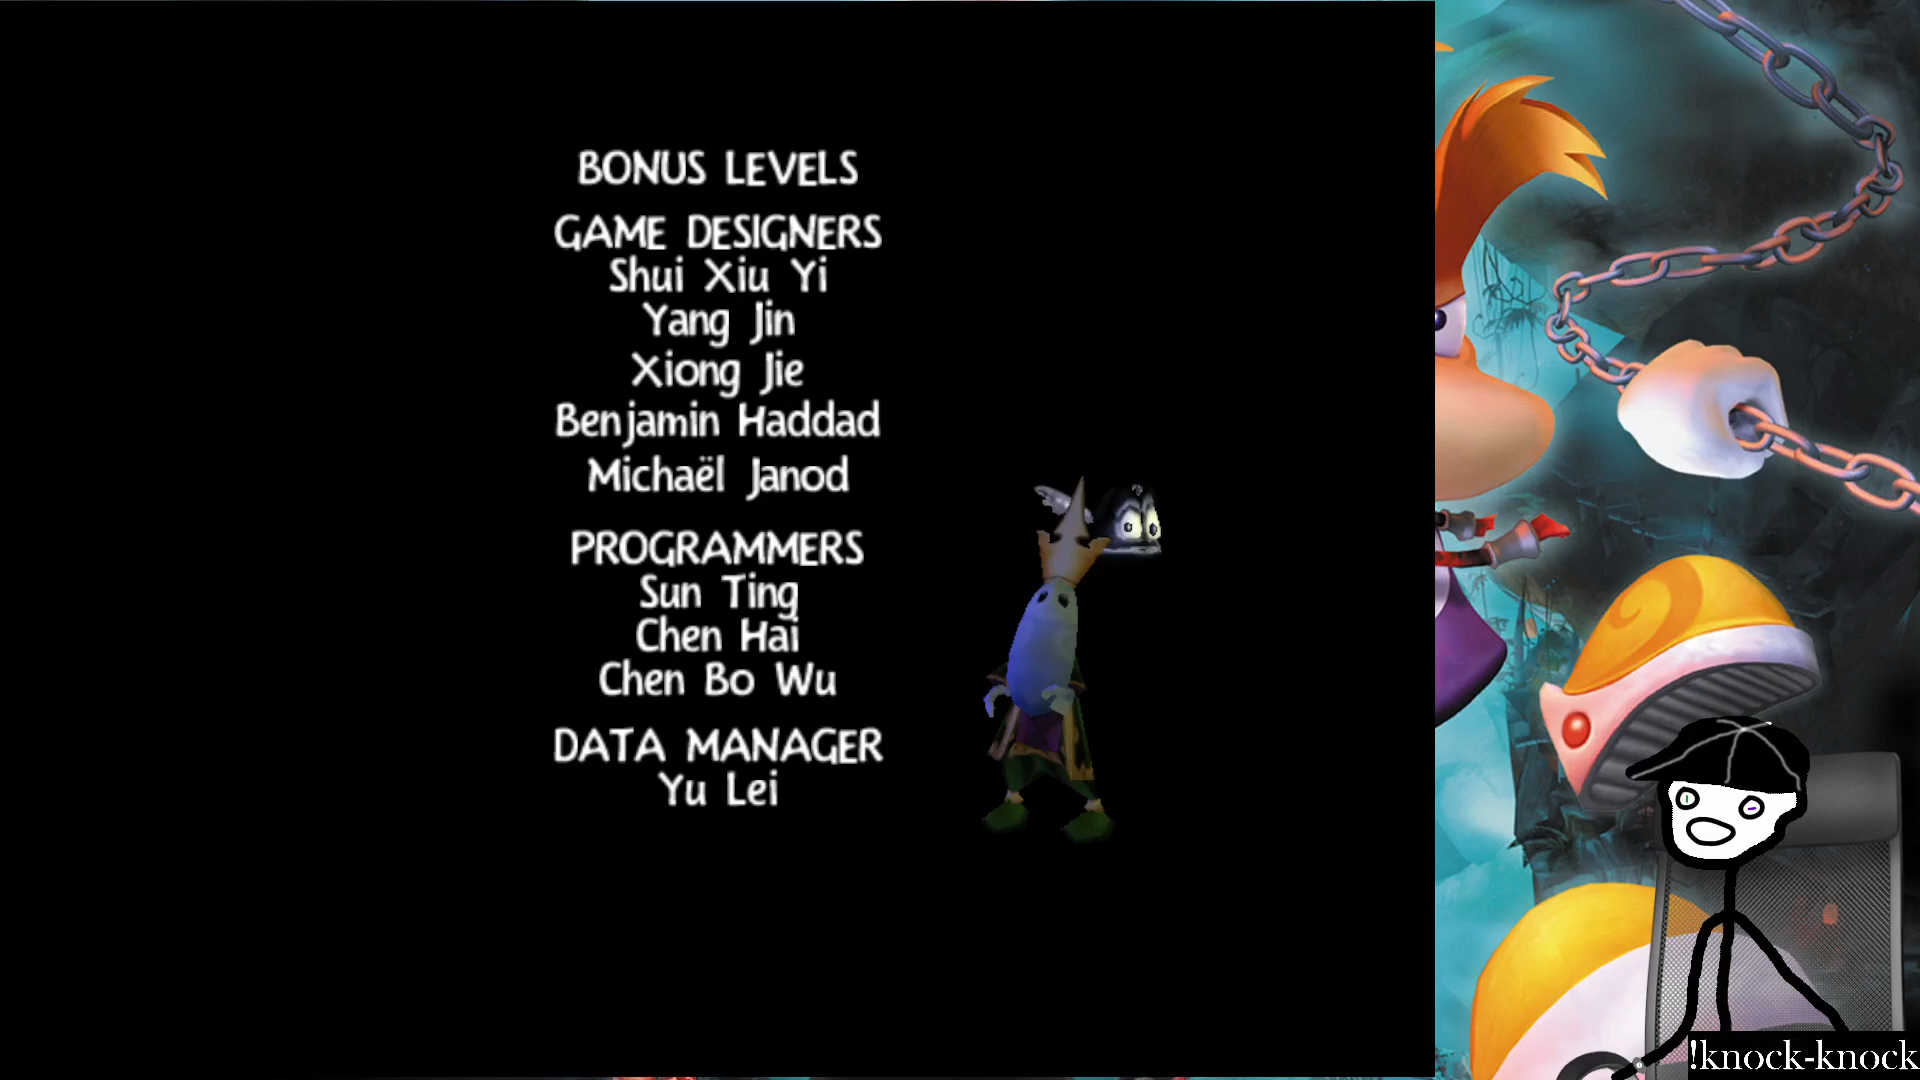 BONUS LEVELS
GAME DESIGNERS
Shui Xiu Yi
Yang Jin
Xiong Jie
Benjamin Haddad
Michaël Janod
PROGRAMMERS
Sun Ting
Chen Hai
Chen Bo Wu
DATA MANAGER
Yu Lei
!knock-knock